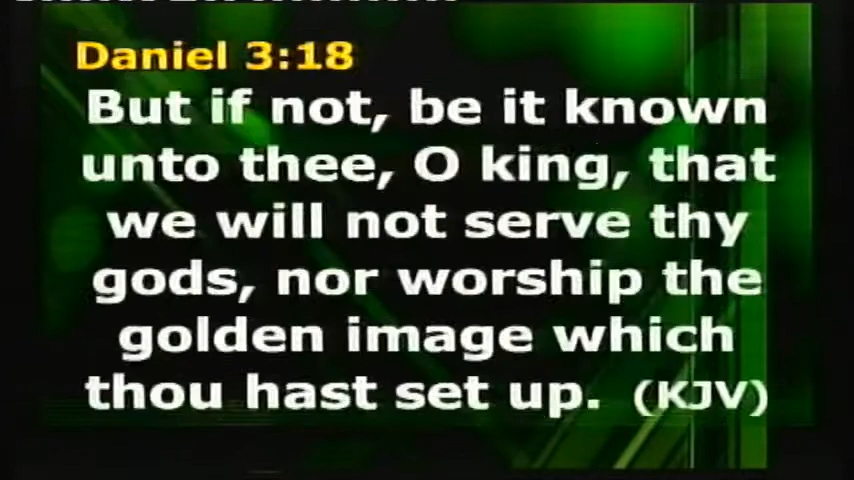 Daniel 3:18
But if not, be it known
unto thee, O king, that
we will not serve thy
gods, nor worship the
golden image which
thou hast set up. (KJV)